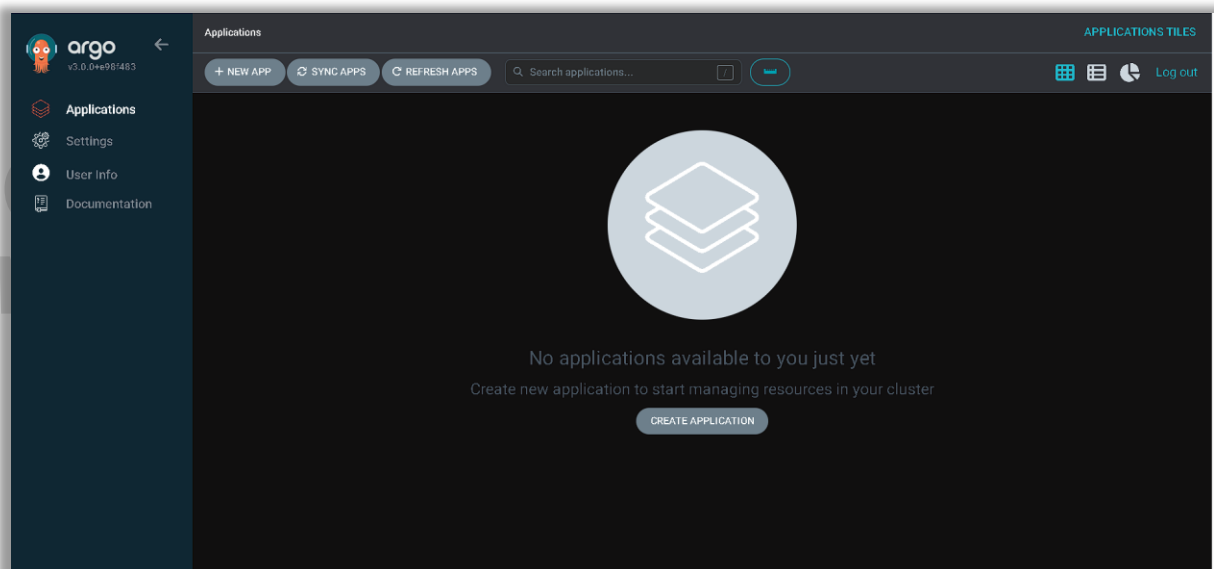 argo
v3.0.0+e98f483
Applications
Settings
User Info
Documentation
Applications
APPLICATIONS TILES
+ NEW APP
SYNC APPS
REFRESH APPS
Search applications...
/
Log out
No applications available to you just yet
Create new application to start managing resources in your cluster
CREATE APPLICATION